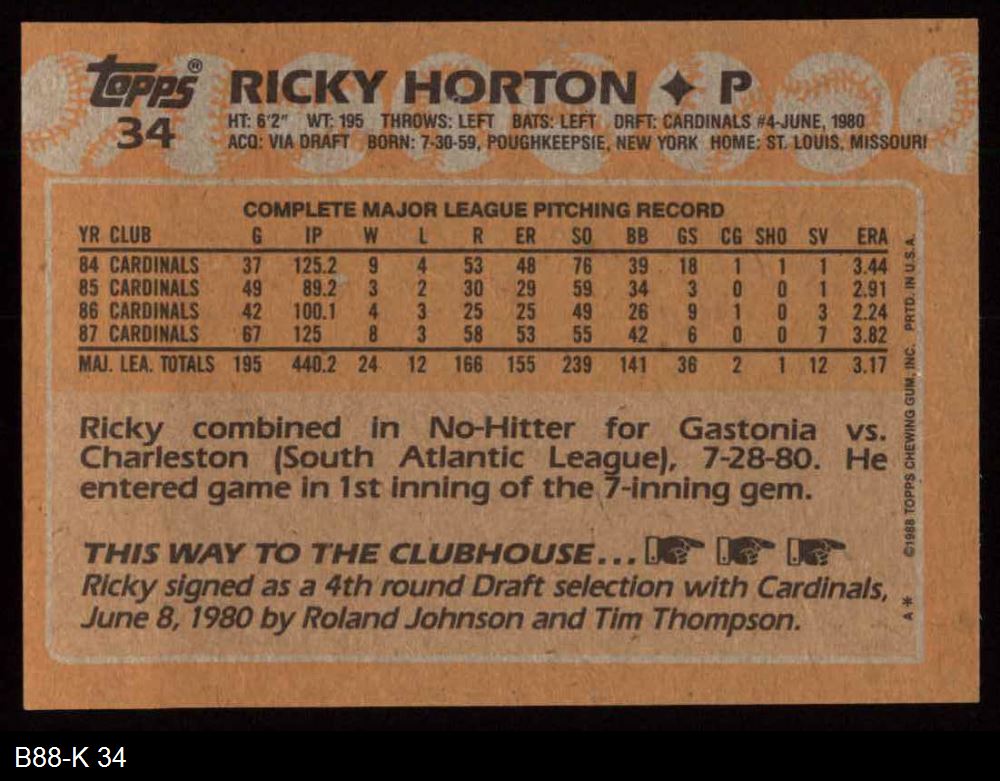 Topps® RICKY HORTON ✦ P
34
HT: 6'2" WT: 195 THROWS: LEFT BATS: LEFT DRFT: CARDINALS #4-JUNE, 1980
ACQ: VIA DRAFT BORN: 7-30-59, POUGHKEEPSIE, NEW YORK HOME: ST. LOUIS, MISSOURI
COMPLETE MAJOR LEAGUE PITCHING RECORD
YR CLUB G IP W L R ER SO BB GS CG SHO SV ERA
84 CARDINALS 37 125.2 9 4 53 48 76 39 18 1 1 1 3.44
85 CARDINALS 49 89.2 3 2 30 29 59 34 3 0 0 1 2.91
86 CARDINALS 42 100.1 4 3 25 25 49 26 9 1 0 3 2.24
87 CARDINALS 67 125 8 3 58 53 55 42 6 0 0 7 3.82
MAJ. LEA. TOTALS 195 440.2 24 12 166 155 239 141 36 2 1 12 3.17
Ricky combined in No-Hitter for Gastonia vs.
Charleston (South Atlantic League), 7-28-80. He
entered game in 1st inning of the 7-inning gem.
THIS WAY TO THE CLUBHOUSE...
Ricky signed as a 4th round Draft selection with Cardinals,
June 8, 1980 by Roland Johnson and Tim Thompson.
A* ©1988 TOPPS CHEWING GUM, INC. PRTD. IN U.S.A.
B88-K 34